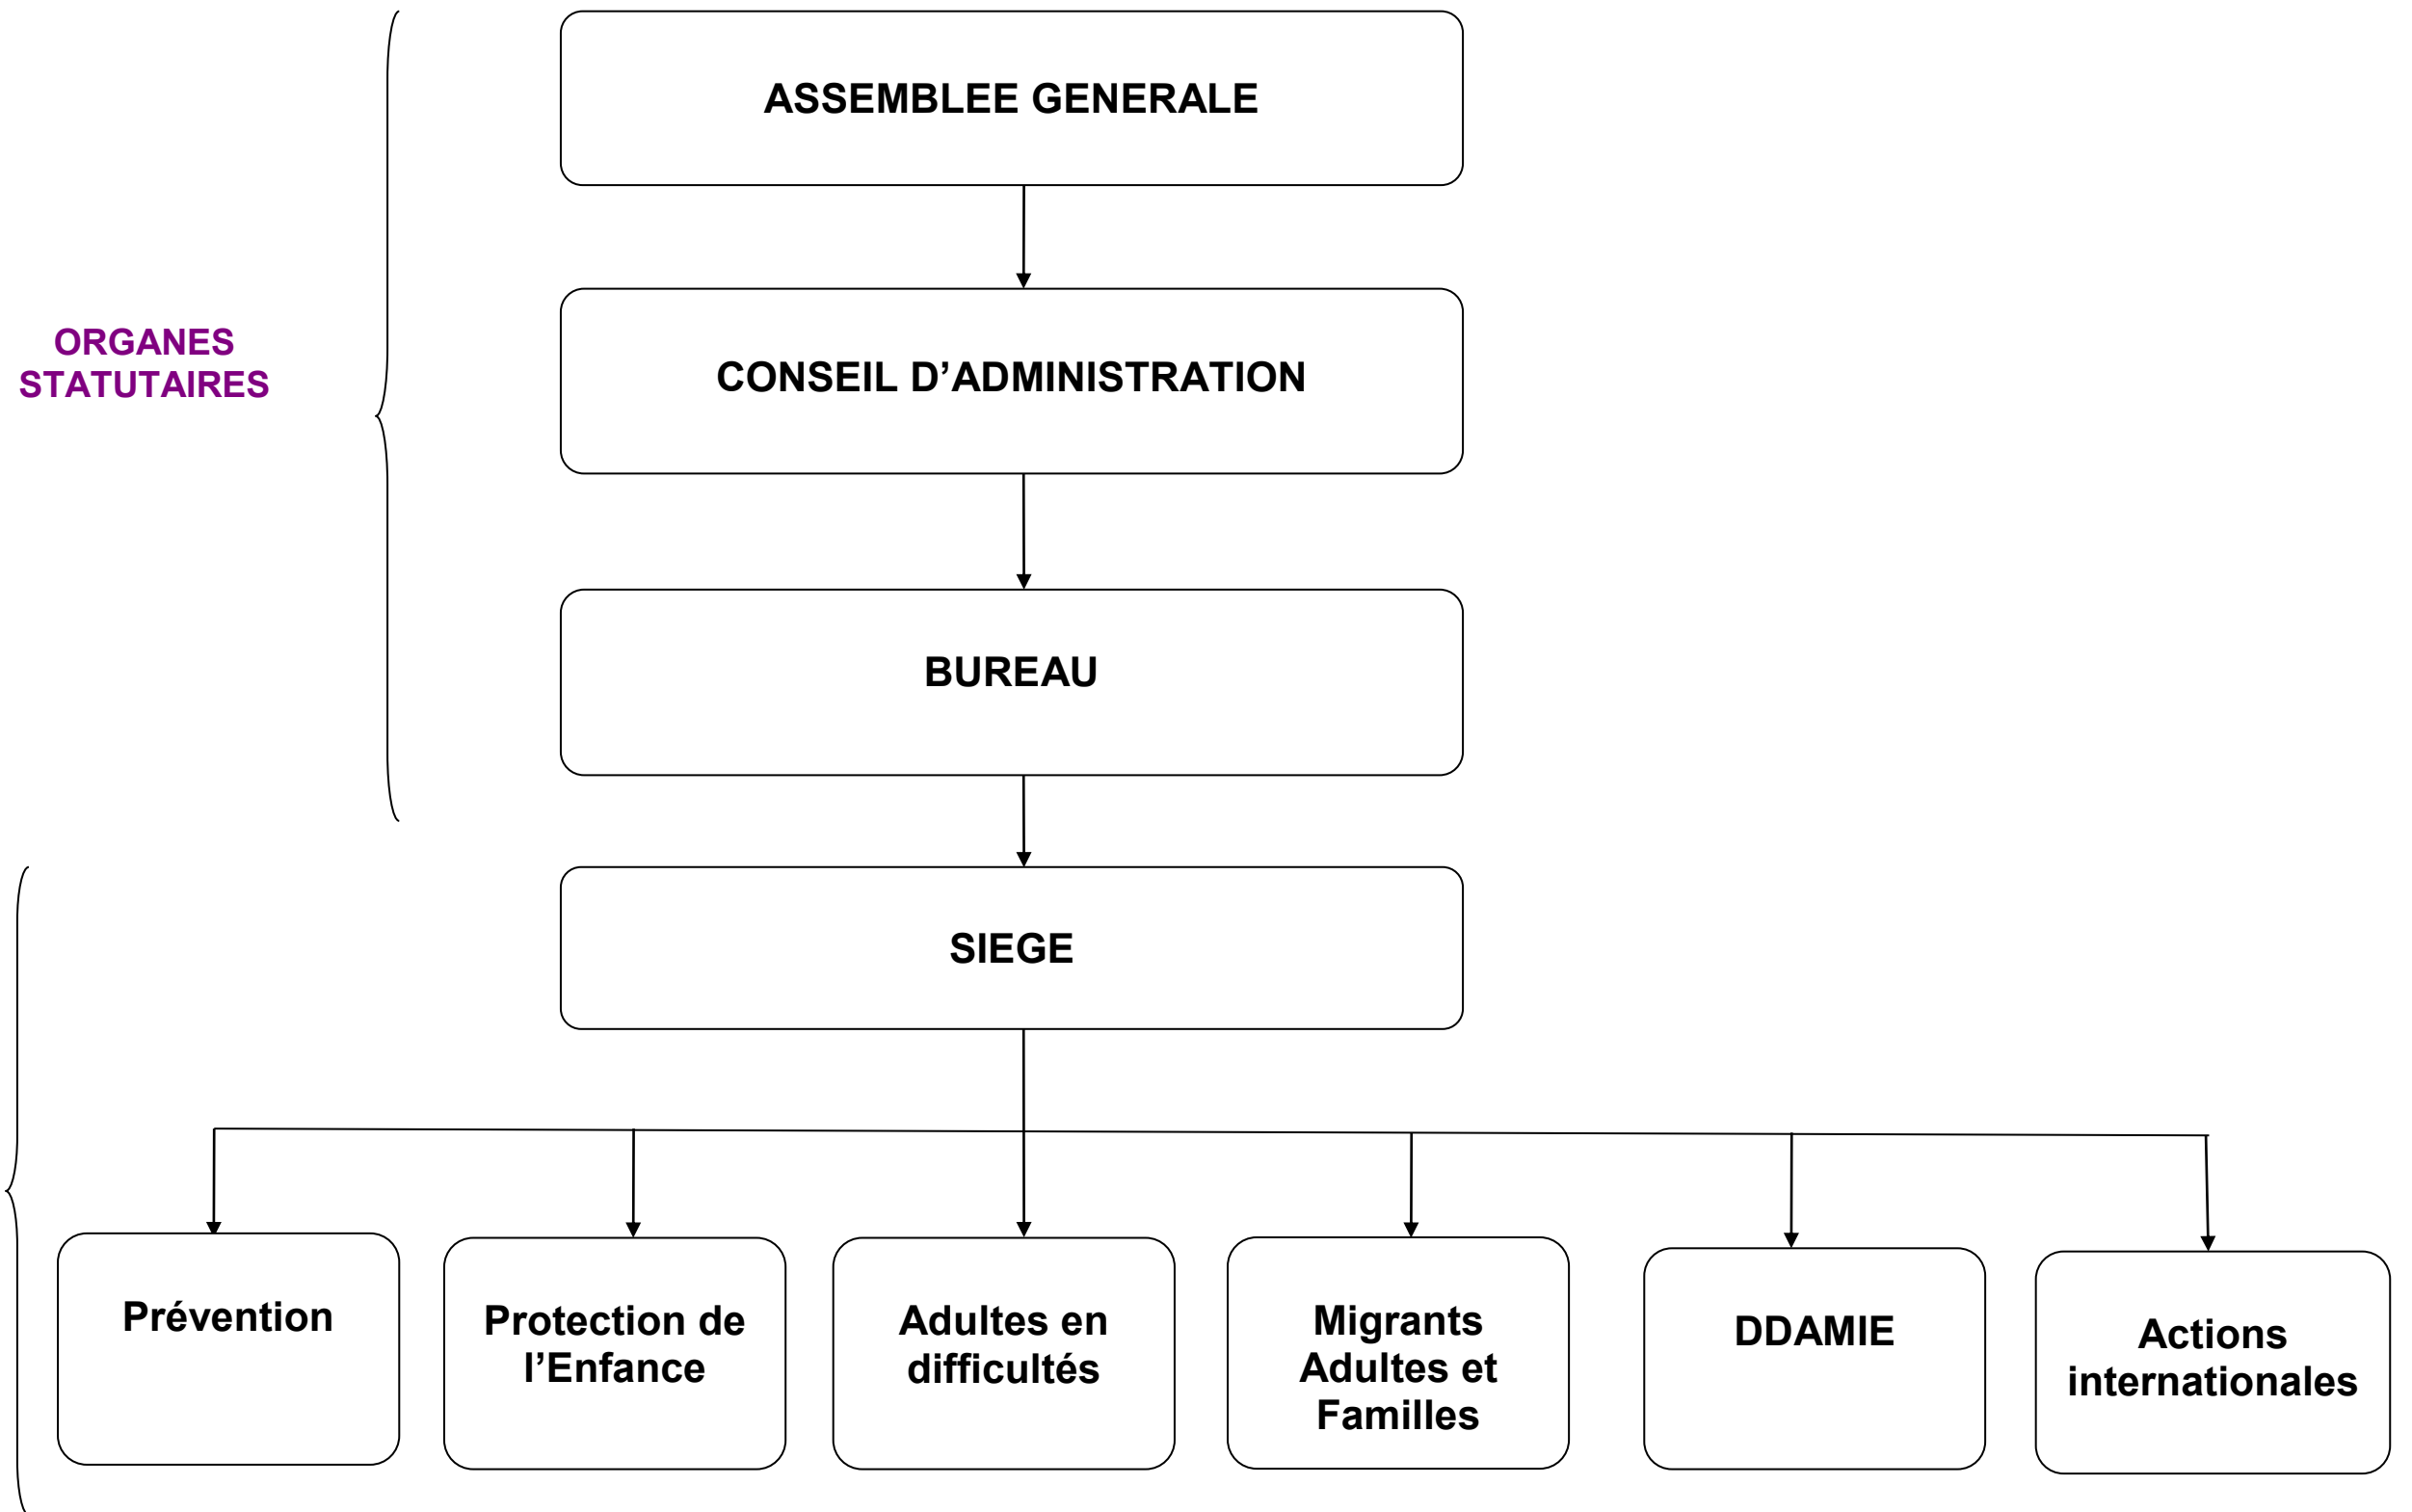 ASSEMBLEE GENERALE
ORGANES
STATUTAIRES
CONSEIL D’ADMINISTRATION
BUREAU
SIEGE
Prévention
Protection de
l’Enfance
Adultes en
difficultés
Migrants
Adultes et
Familles
DDAMIE
Actions
internationales